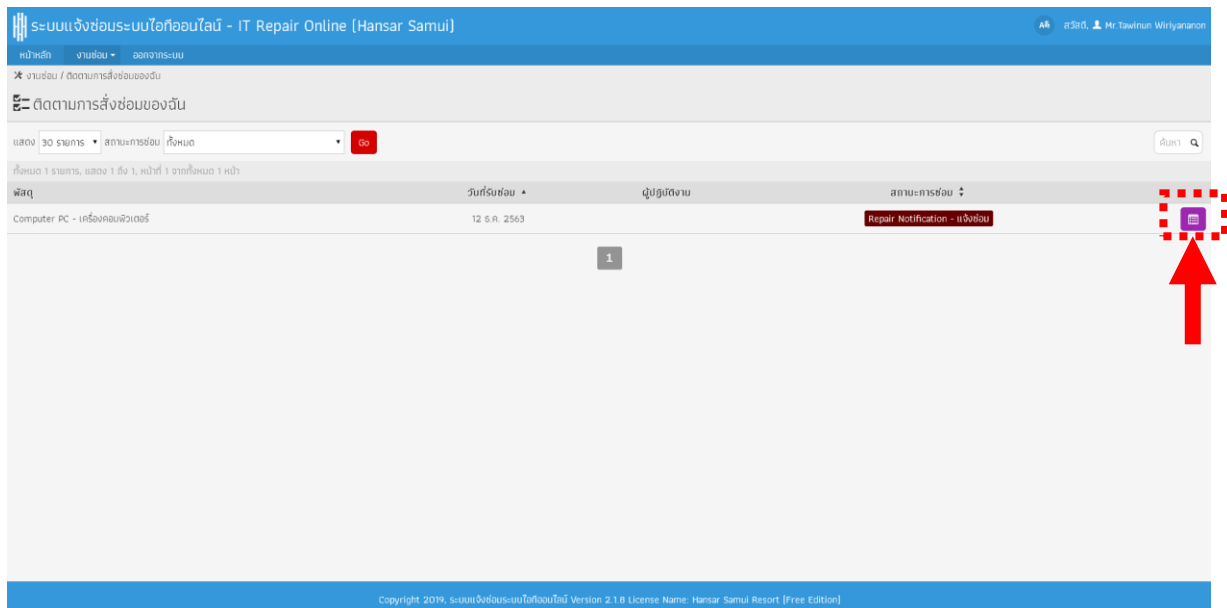 ระบบแจ้งซ่อมระบบไอทีออนไลน์ - IT Repair Online (Hansar Samui)
สวัสดี, Mr.Tawinun Wiriyananon
หน้าหลัก งานซ่อม ออกจากระบบ
งานซ่อม / ติดตามการสั่งซ่อมของฉัน
ติดตามการสั่งซ่อมของฉัน
แสดง 30 รายการ สถานะการซ่อม ทั้งหมด Go ค้นหา
ทั้งหมด 1 รายการ, แสดง 1 ถึง 1, หน้าที่ 1 จากทั้งหมด 1 หน้า
พัสดุ วันที่รับซ่อม ผู้ปฏิบัติงาน สถานะการซ่อม
Computer PC - เครื่องคอมพิวเตอร์ 12 ธ.ค. 2563 Repair Notification - แจ้งซ่อม
1
Copyright 2019, ระบบแจ้งซ่อมระบบไอทีออนไลน์ Version 2.1.8 License Name: Hansar Samui Resort (Free Edition)